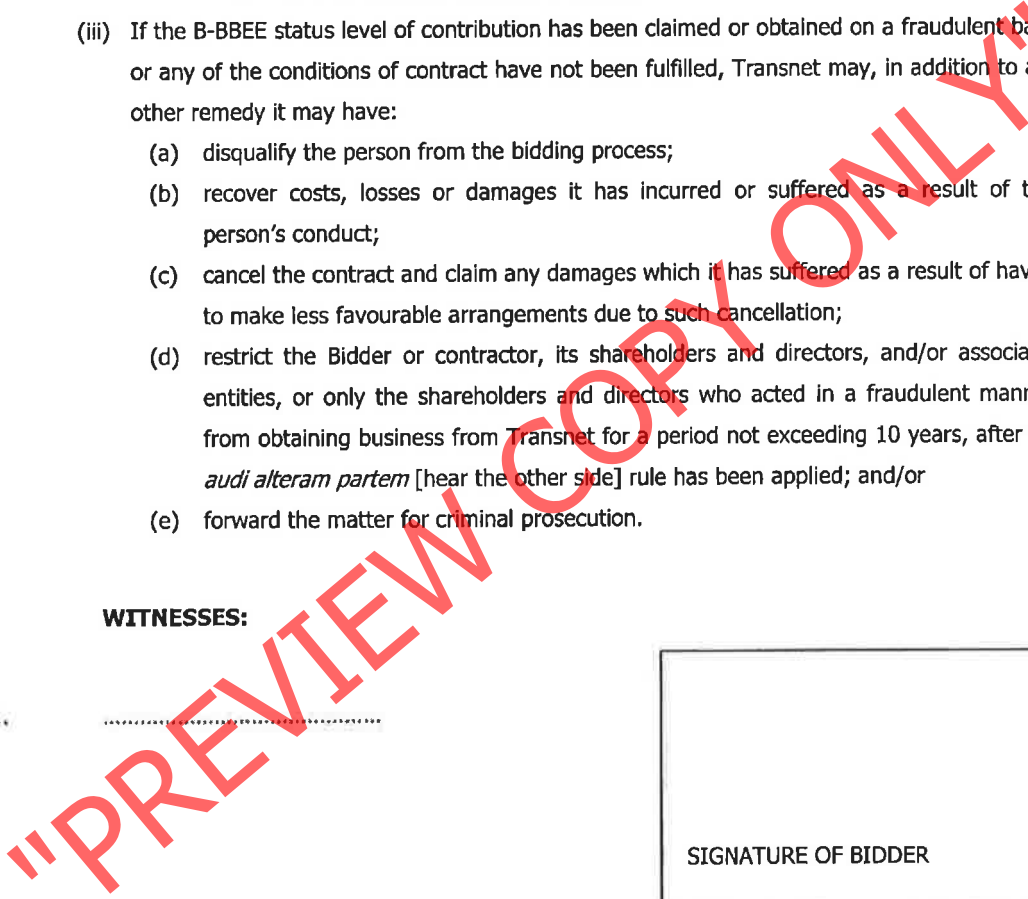 (iii) If the B-BBEE status level of contribution has been claimed or obtained on a fraudulent
or any of the conditions of contract have not been fulfilled, Transnet may, in addition to
other remedy it may have:
(a) disqualify the person from the bidding process;
(b) recover costs, losses or damages it has incurred or suffered as a result of
person's conduct;
(c) cancel the contract and claim any damages which it has suffered as a result of
to make less favourable arrangements due to such cancellation;
(d) restrict the Bidder or contractor, its shareholders and directors, and/or
entities, or only the shareholders and directors who acted in a fraudulent
from obtaining business from Transnet for a period not exceeding 10 years, after
audi alteram partem [hear the other side] rule has been applied; and/or
(e) forward the matter for criminal prosecution.
WITNESSES:
SIGNATURE OF BIDDER
"PREVIEW COPY ONLY"